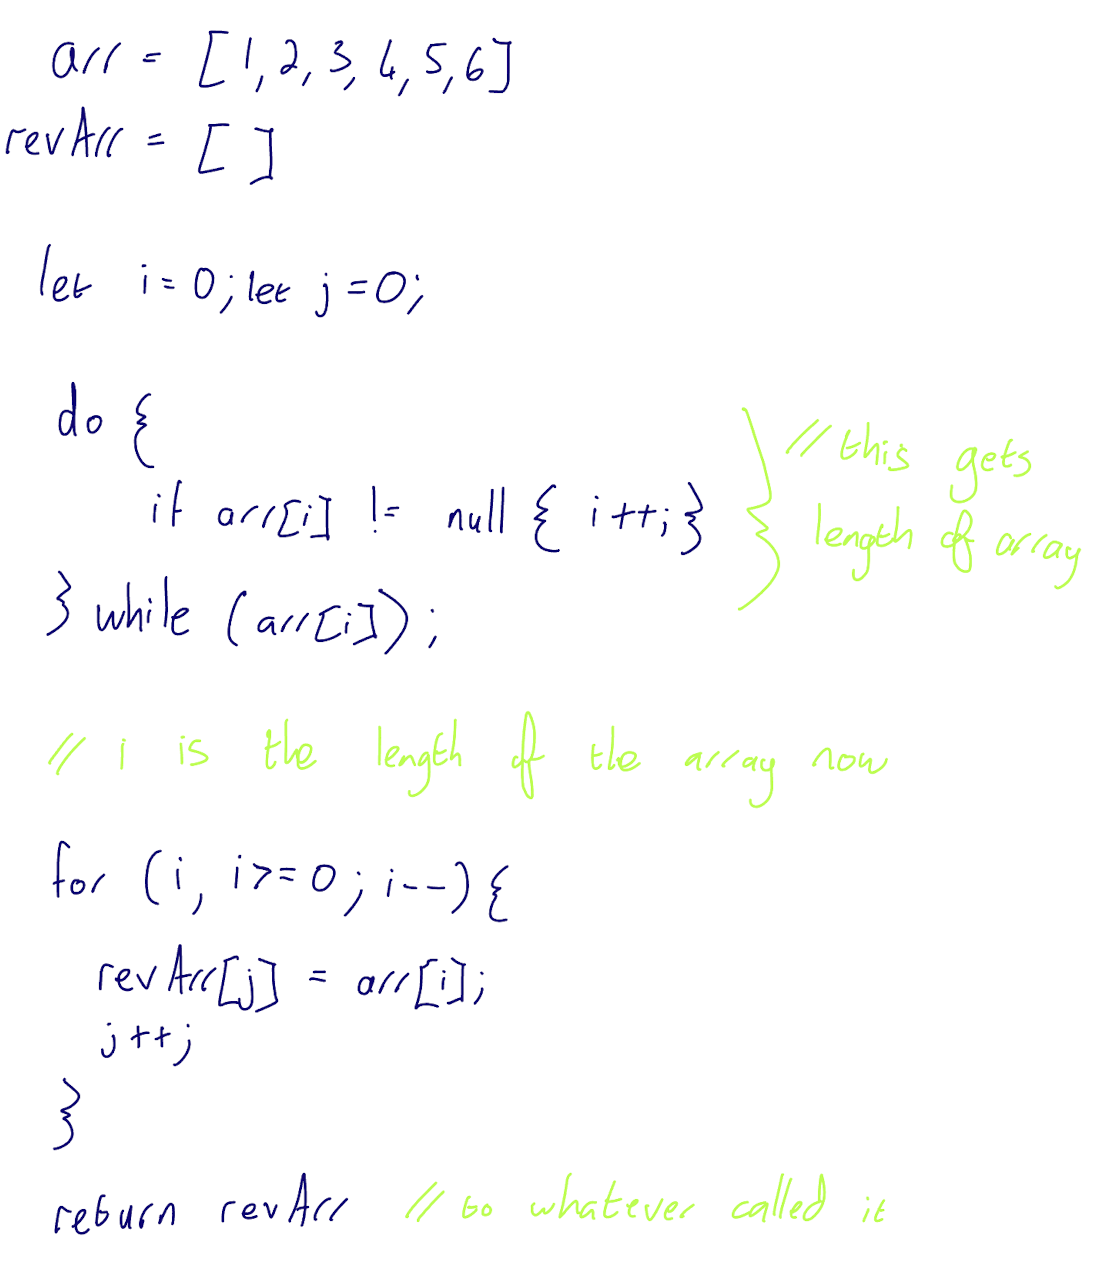 arr = [1,2,3,4,5,6]
revArr = [ ]
let i=0; let j=0;
do {
if arr[i] != null { i++;}
} while (arr[i]);
// this gets
length of array
// i is the length of the array now
for (i, i>=0; i--) {
revArr[j] = arr[i];
j++;
}
return revArr // to whatever called it